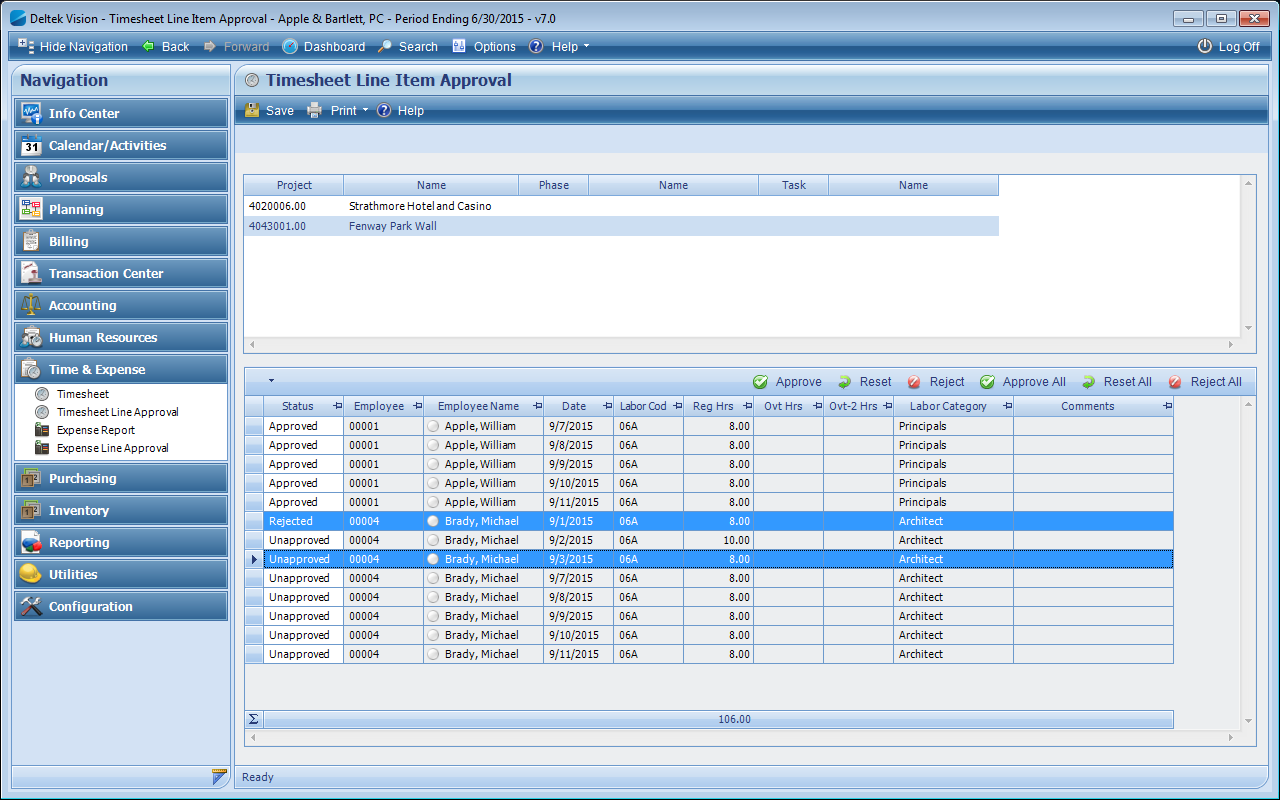 Deltek Vision - Timesheet Line Item Approval - Apple & Bartlett, PC - Period Ending 6/30/2015 - v7.0
Hide Navigation Back Forward Dashboard Search Options Help Log Off
Navigation
Info Center
31 Calendar/Activities
Proposals
Planning
Billing
Transaction Center
Accounting
Human Resources
Time & Expense
Timesheet
Timesheet Line Approval
Expense Report
Expense Line Approval
Purchasing
Inventory
Reporting
Utilities
Configuration
Timesheet Line Item Approval
Save Print Help
Project Name Phase Name Task Name
4020006.00 Strathmore Hotel and Casino
4043001.00 Fenway Park Wall
Approve Reset Reject Approve All Reset All Reject All
Status Employee Employee Name Date Labor Cod Reg Hrs Ovt Hrs Ovt-2 Hrs Labor Category Comments
Approved 00001 Apple, William 9/7/2015 06A 8.00 Principals
Approved 00001 Apple, William 9/8/2015 06A 8.00 Principals
Approved 00001 Apple, William 9/9/2015 06A 8.00 Principals
Approved 00001 Apple, William 9/10/2015 06A 8.00 Principals
Approved 00001 Apple, William 9/11/2015 06A 8.00 Principals
Rejected 00004 Brady, Michael 9/1/2015 06A 8.00 Architect
Unapproved 00004 Brady, Michael 9/2/2015 06A 10.00 Architect
Unapproved 00004 Brady, Michael 9/3/2015 06A 8.00 Architect
Unapproved 00004 Brady, Michael 9/7/2015 06A 8.00 Architect
Unapproved 00004 Brady, Michael 9/8/2015 06A 8.00 Architect
Unapproved 00004 Brady, Michael 9/9/2015 06A 8.00 Architect
Unapproved 00004 Brady, Michael 9/10/2015 06A 8.00 Architect
Unapproved 00004 Brady, Michael 9/11/2015 06A 8.00 Architect
Σ 106.00
Ready